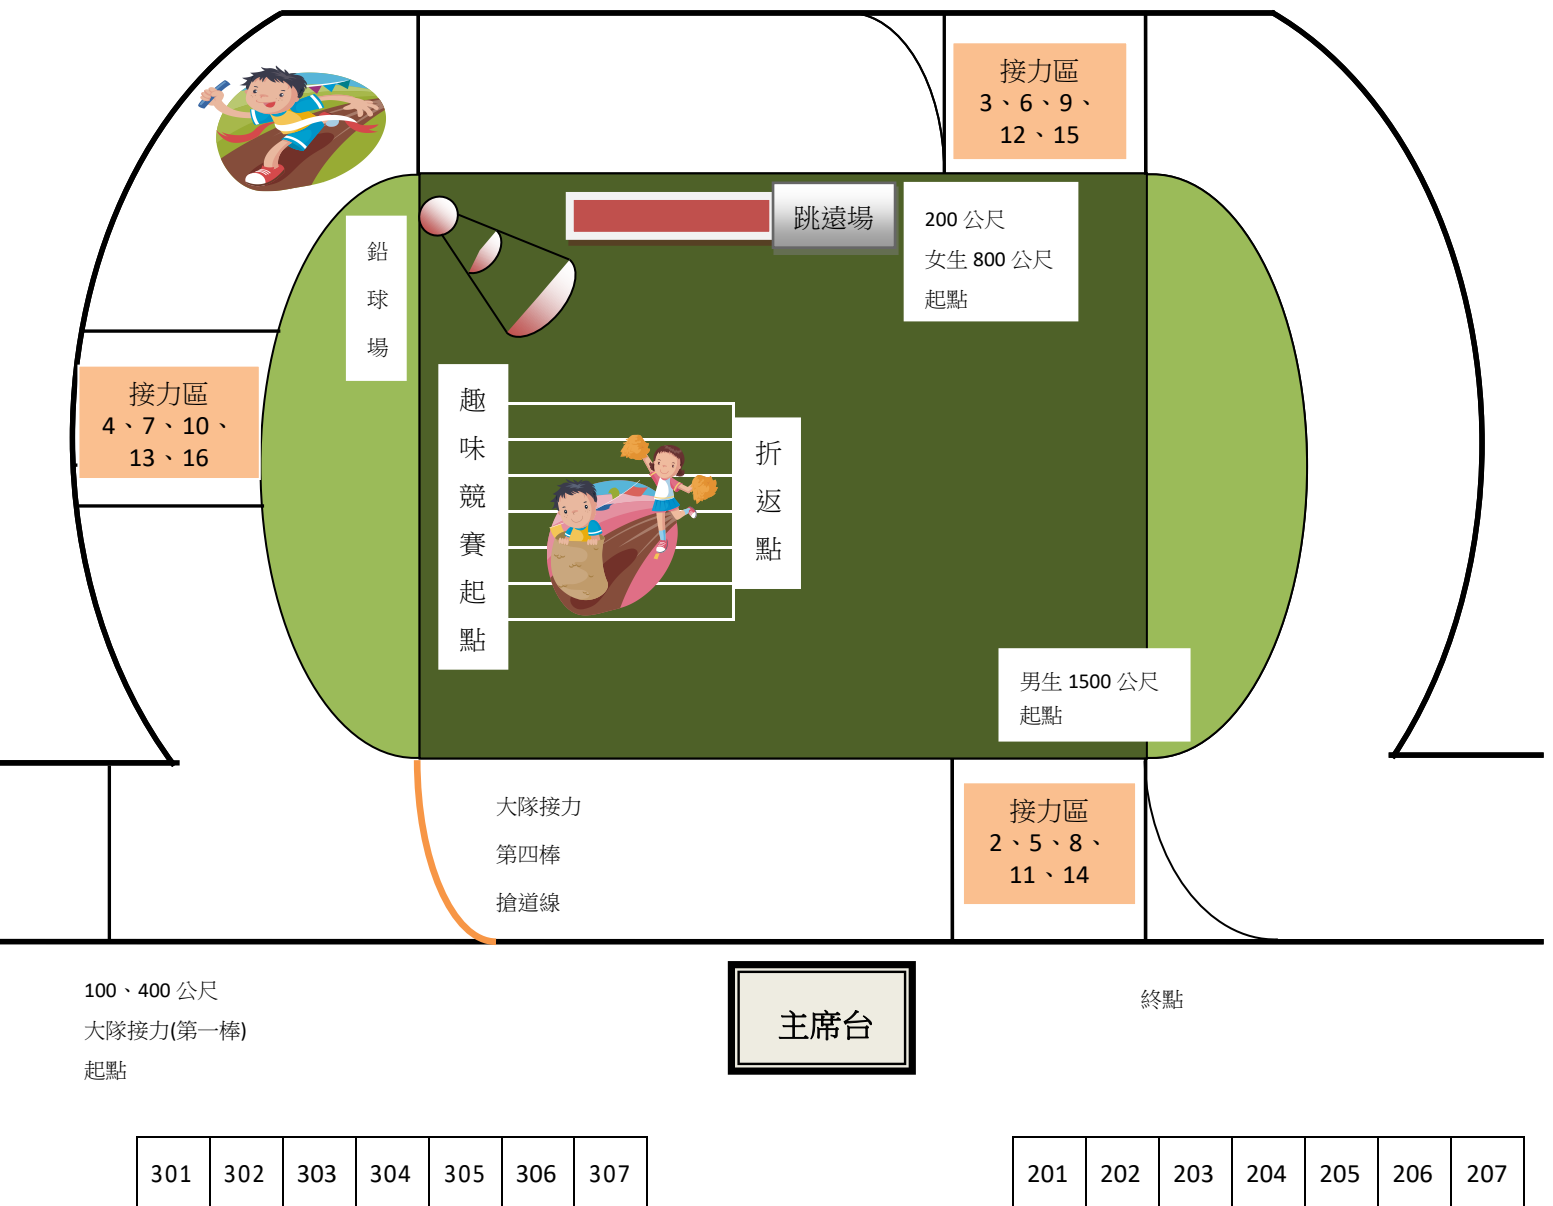 接力區
3、6、9、
12、15
跳遠場
200 公尺
女生 800 公尺
起點
鉛
球
場
接力區
4、7、10、
13、16
趣
味
競
賽
起
點
折
返
點
男生 1500 公尺
起點
大隊接力
第四棒
搶道線
接力區
2、5、8、
11、14
100、400 公尺
大隊接力(第一棒)
起點
主席台
終點
301 302 303 304 305 306 307
201 202 203 204 205 206 207